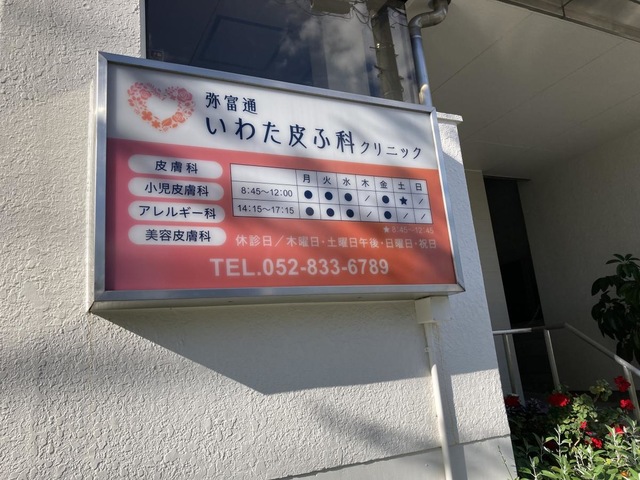 弥富通
いわた皮ふ科クリニック
皮膚科
小児皮膚科
アレルギー科
美容皮膚科
月 火 水 木 金 土 日
8:45～12:00 ● ● ● ／ ● ★ ／
14:15～17:15 ● ● ● ／ ● ／ ／
★8:45～12:45
休診日／木曜日・土曜日午後・日曜日・祝日
TEL.052-833-6789